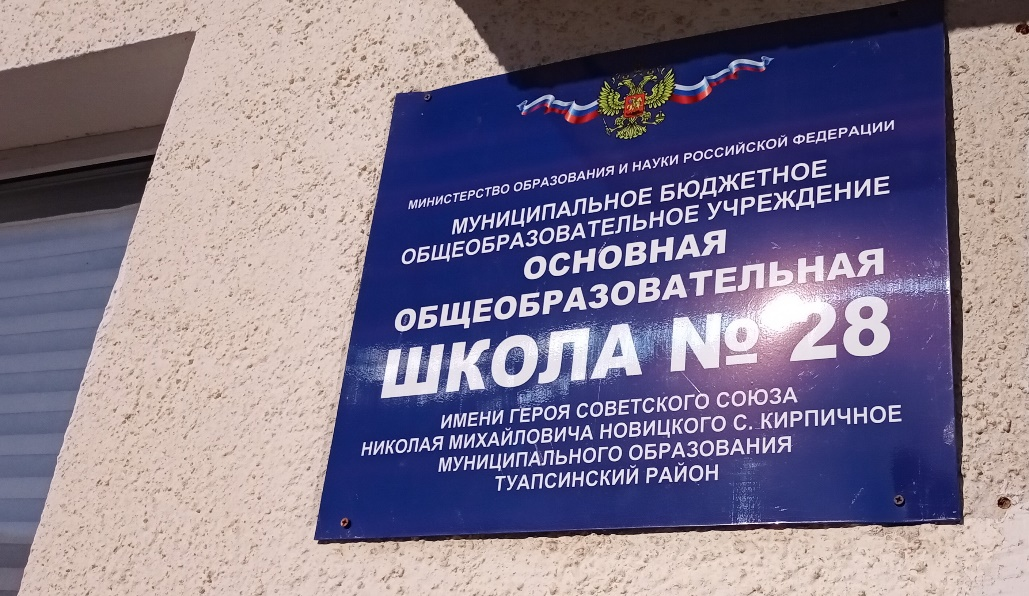 МИНИСТЕРСТВО ОБРАЗОВАНИЯ И НАУКИ РОССИЙСКОЙ ФЕДЕРАЦИИ
МУНИЦИПАЛЬНОЕ БЮДЖЕТНОЕ
ОБЩЕОБРАЗОВАТЕЛЬНОЕ УЧРЕЖДЕНИЕ
ОСНОВНАЯ
ОБЩЕОБРАЗОВАТЕЛЬНАЯ
ШКОЛА № 28
ИМЕНИ ГЕРОЯ СОВЕТСКОГО СОЮЗА
НИКОЛАЯ МИХАЙЛОВИЧА НОВИЦКОГО С. КИРПИЧНОЕ
МУНИЦИПАЛЬНОГО ОБРАЗОВАНИЯ
ТУАПСИНСКИЙ РАЙОН